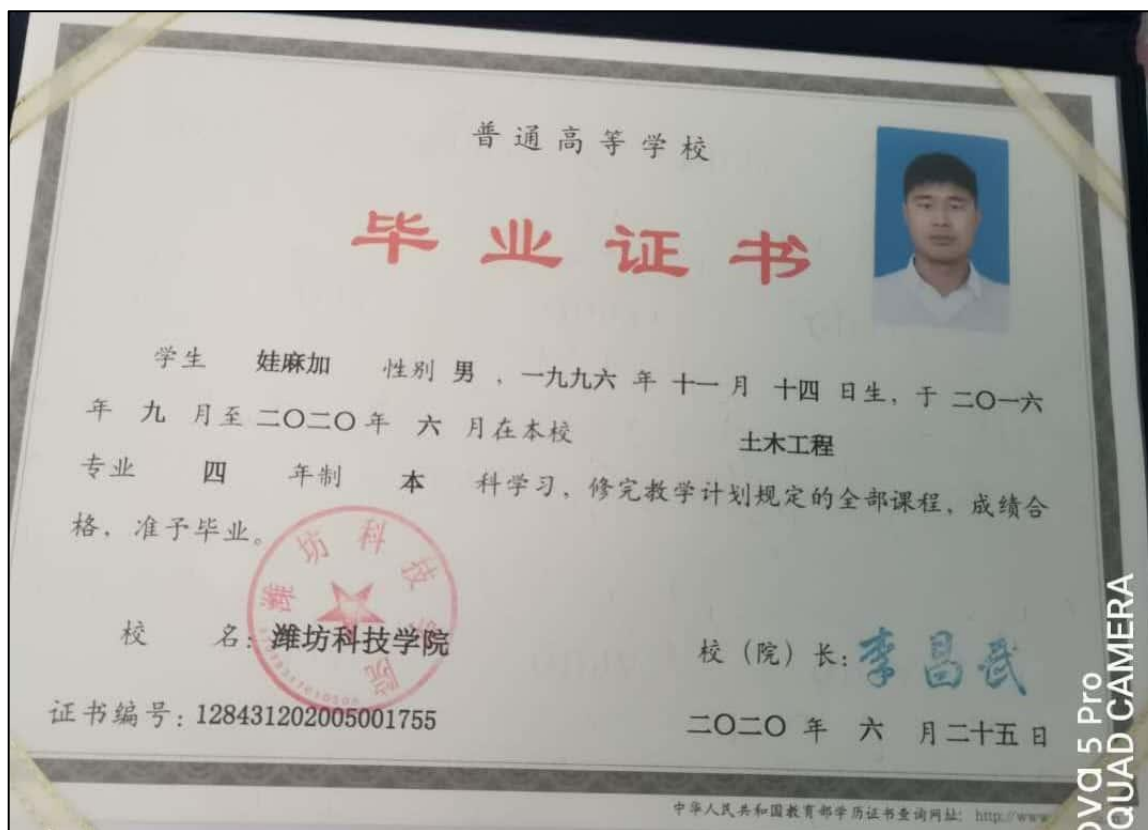 普通高等学校
毕业证书
学生 娃麻加 性别 男 ，一九九六 年 十一 月 十四 日生，于 二〇一六
年 九 月至 二〇二〇 年 六 月在本校 土木工程
专业 四 年制 本 科学习，修完教学计划规定的全部课程，成绩合
格，准予毕业。
潍坊科技学院
校 名：潍坊科技学院
校（院）长：李昌武
证书编号：128431202005001755
二〇二〇 年 六 月 二十五 日
中华人民共和国教育部学历证书查询网址：http://www.
ova 5 Pro
QUAD CAMERA